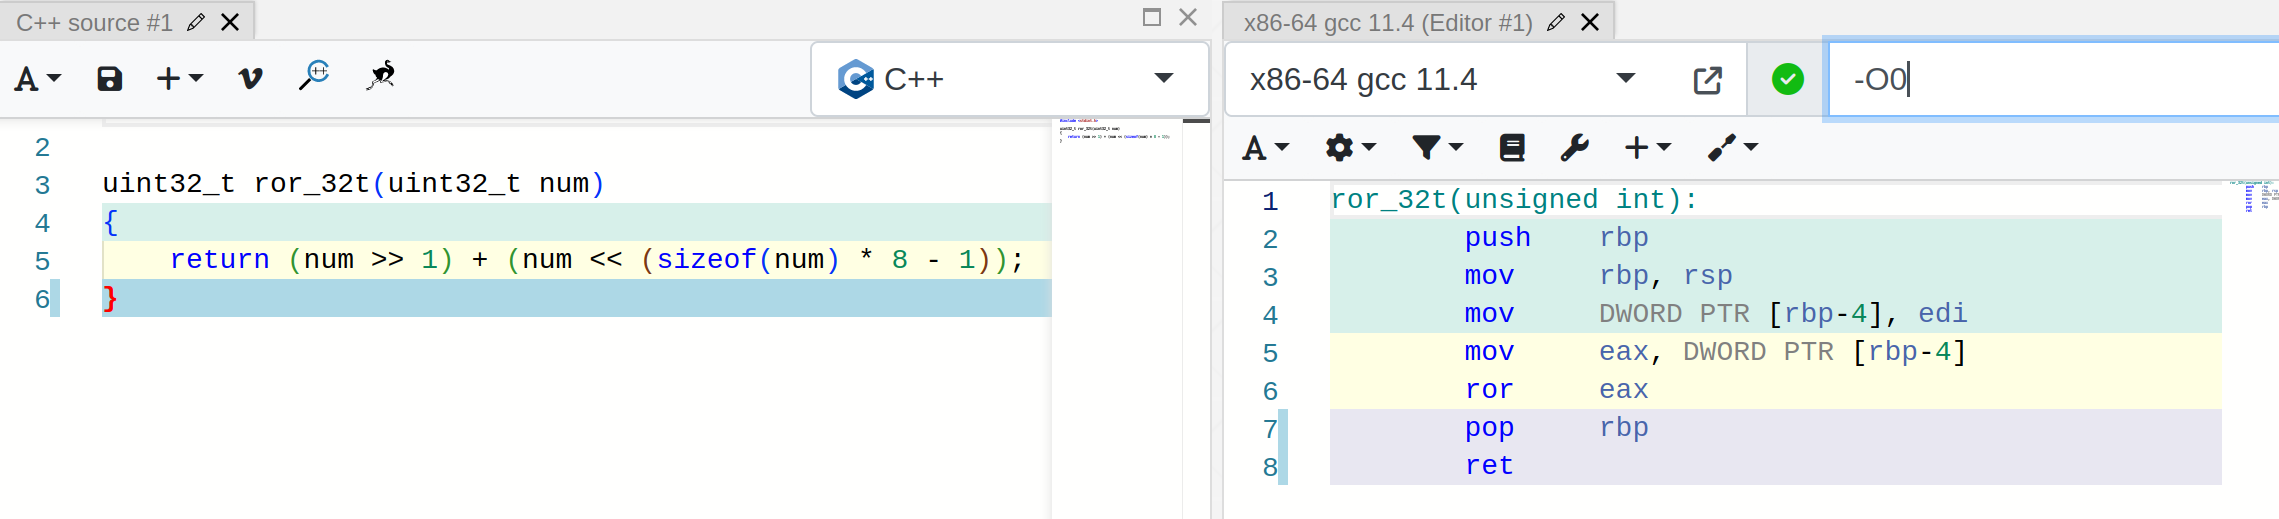 C++ source #1
C++
2
3 uint32_t ror_32t(uint32_t num)
4 {
5 return (num >> 1) + (num << (sizeof(num) * 8 - 1));
6 }
x86-64 gcc 11.4 (Editor #1)
x86-64 gcc 11.4
-O0
A
A
1 ror_32t(unsigned int):
2 push rbp
3 mov rbp, rsp
4 mov DWORD PTR [rbp-4], edi
5 mov eax, DWORD PTR [rbp-4]
6 ror eax
7 pop rbp
8 ret